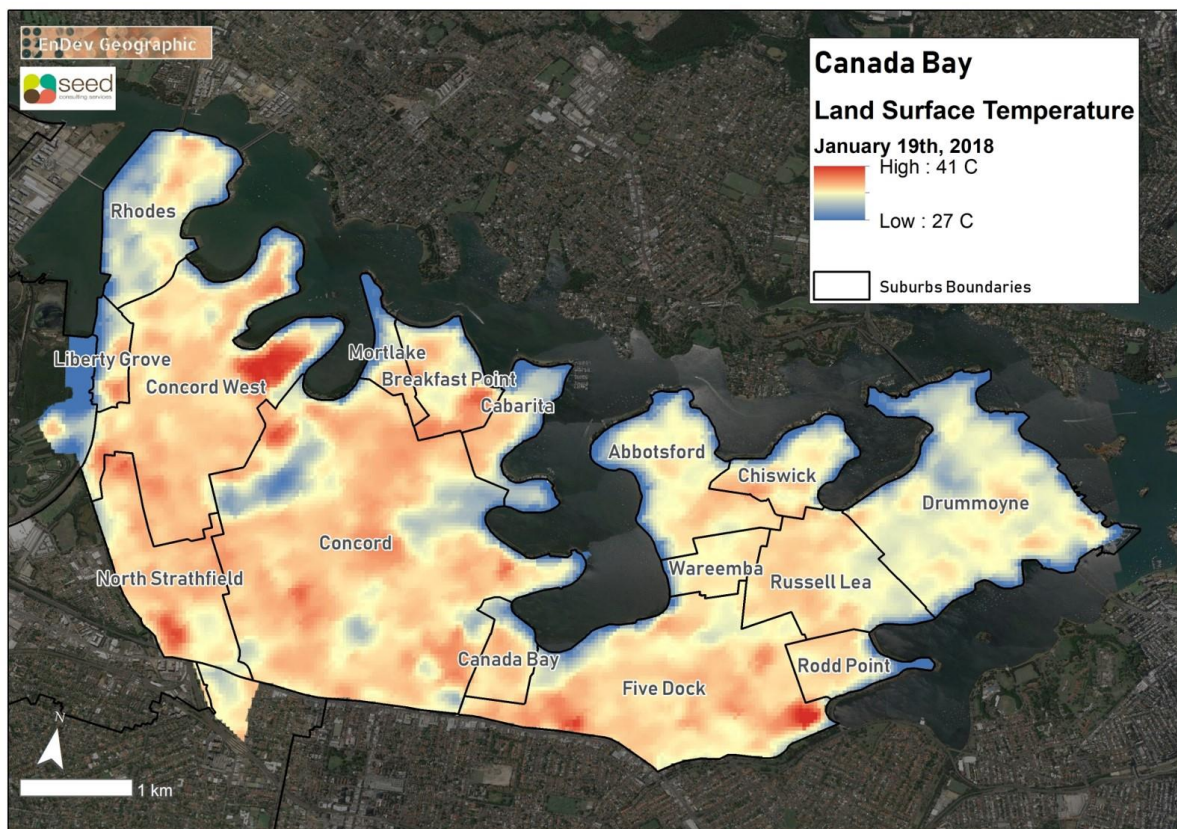 EnDev Geographic
seed
consulting services
Canada Bay
Land Surface Temperature
January 19th, 2018
High : 41 C
Low : 27 C
Suburbs Boundaries
Rhodes
Liberty Grove
Concord West
Mortlake
Breakfast Point
Cabarita
Abbotsford
Chiswick
Drummoyne
Concord
Wareemba
Russell Lea
North Strathfield
Canada Bay
Rodd Point
Five Dock
N
1 km